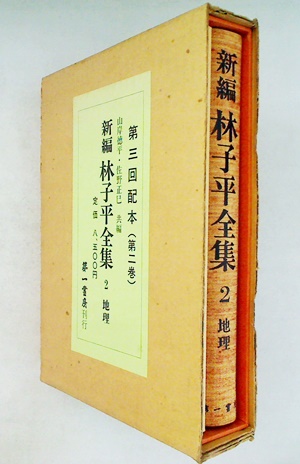 第三回配本（第二巻）
山岸徳平・佐野正巳 共編
新編 林子平全集 2 地理
定価 八、五〇〇円
第一書房刊行
新編 林子平全集 2 地理
第一書